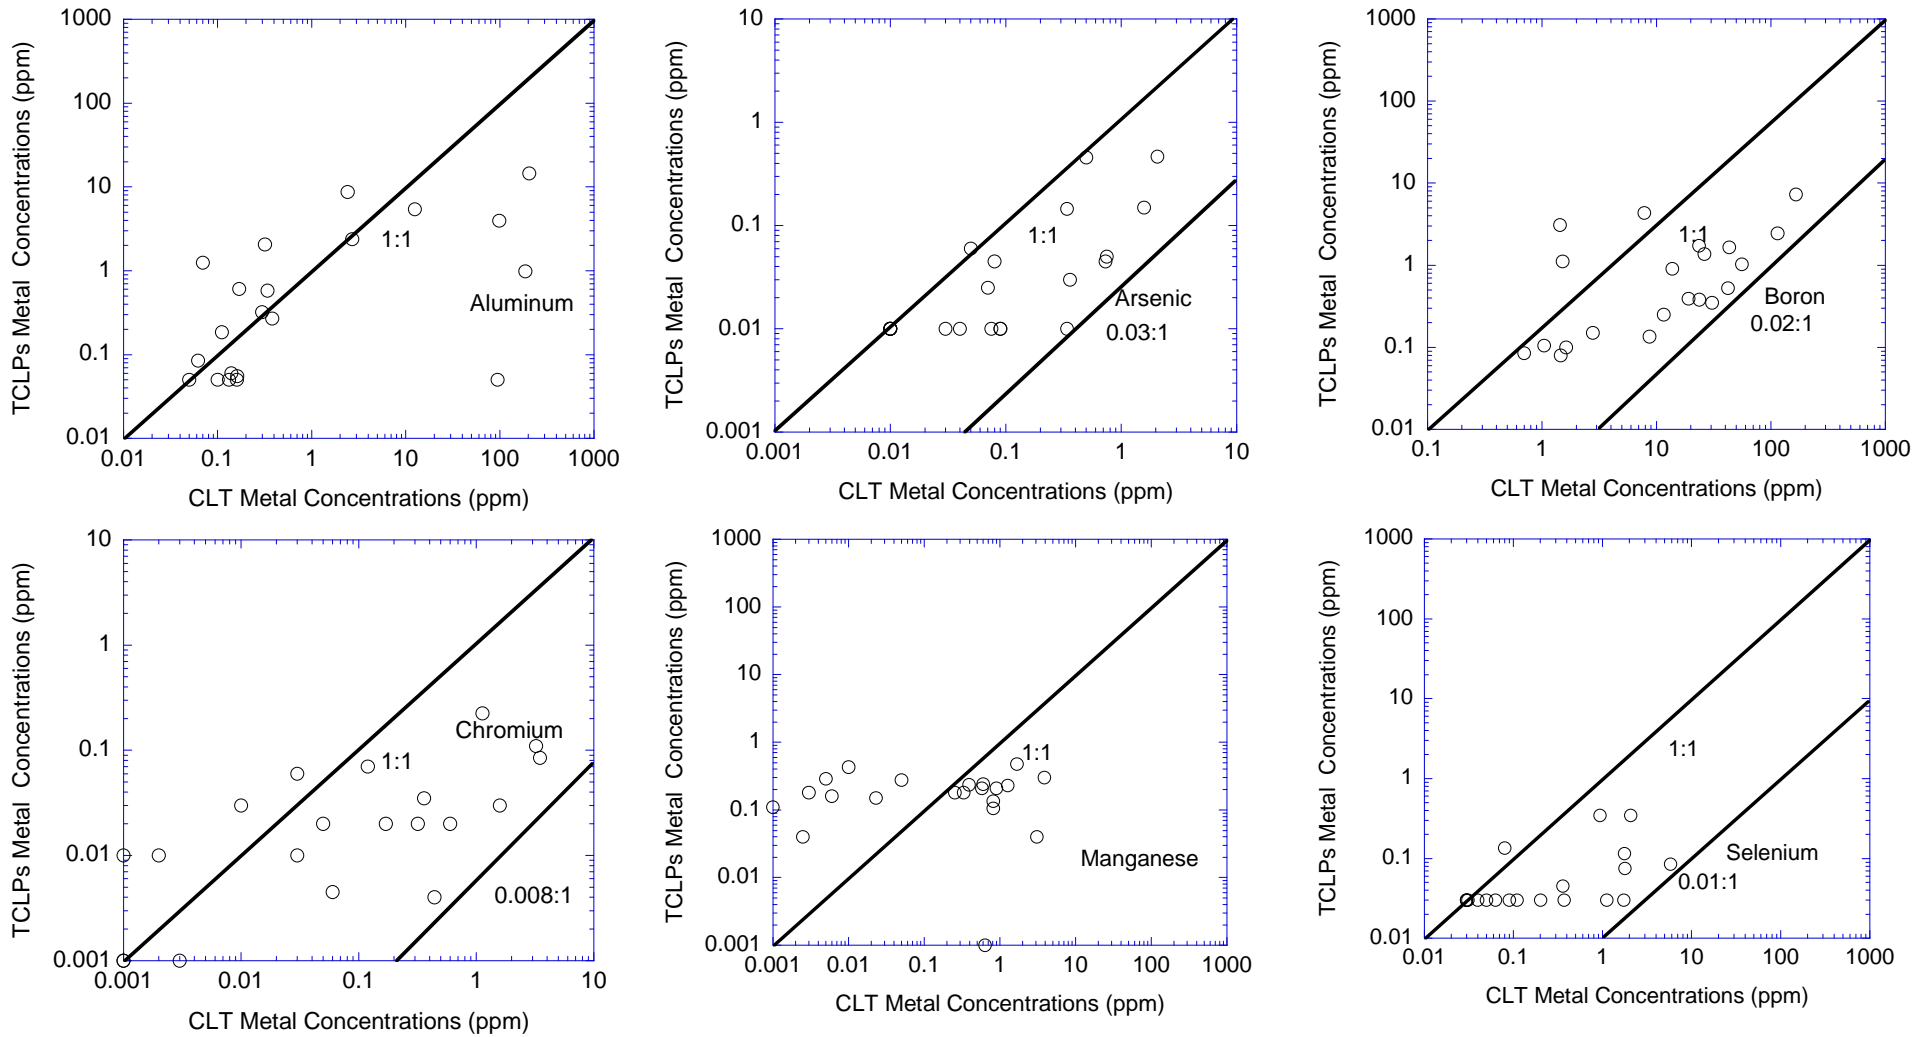 1000
100
10
1
0.1
0.01
0.01 0.1 1 10 100 1000
TCLPs Metal Concentrations (ppm)
CLT Metal Concentrations (ppm)
1:1
Aluminum
10
1
0.1
0.01
0.001
0.001 0.01 0.1 1 10
TCLPs Metal Concentrations (ppm)
CLT Metal Concentrations (ppm)
1:1
Arsenic
0.03:1
1000
100
10
1
0.1
0.01
0.1 1 10 100 1000
TCLPs Metal Concentrations (ppm)
CLT Metal Concentrations (ppm)
1:1
Boron
0.02:1
10
1
0.1
0.01
0.001
0.001 0.01 0.1 1 10
TCLPs Metal Concentrations (ppm)
CLT Metal Concentrations (ppm)
Chromium
1:1
0.008:1
1000
100
10
1
0.1
0.01
0.001
0.001 0.01 0.1 1 10 100 1000
TCLPs Metal Concentrations (ppm)
CLT Metal Concentrations (ppm)
1:1
Manganese
1000
100
10
1
0.1
0.01
0.01 0.1 1 10 100 1000
TCLPs Metal Concentrations (ppm)
CLT Metal Concentrations (ppm)
1:1
Selenium
0.01:1